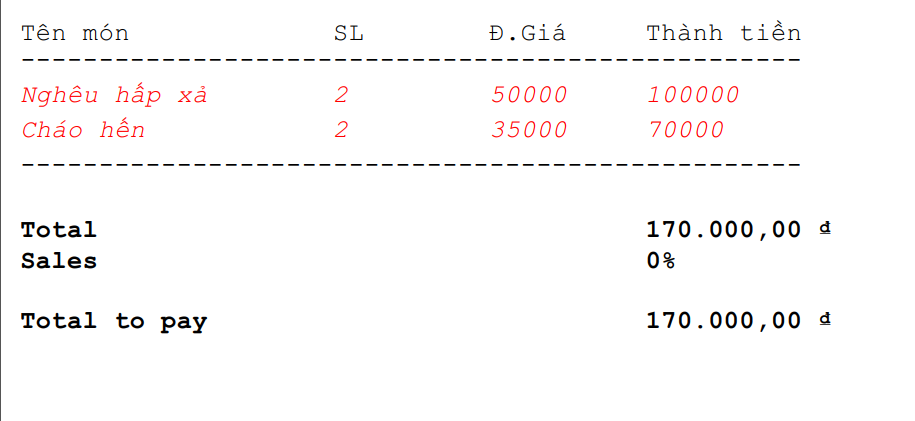 Tên món SL Đ.Giá Thành tiền
--------------------------------------------------
Nghêu hấp xả 2 50000 100000
Cháo hến 2 35000 70000
--------------------------------------------------
Total 170.000,00 ₫
Sales 0%
Total to pay 170.000,00 ₫